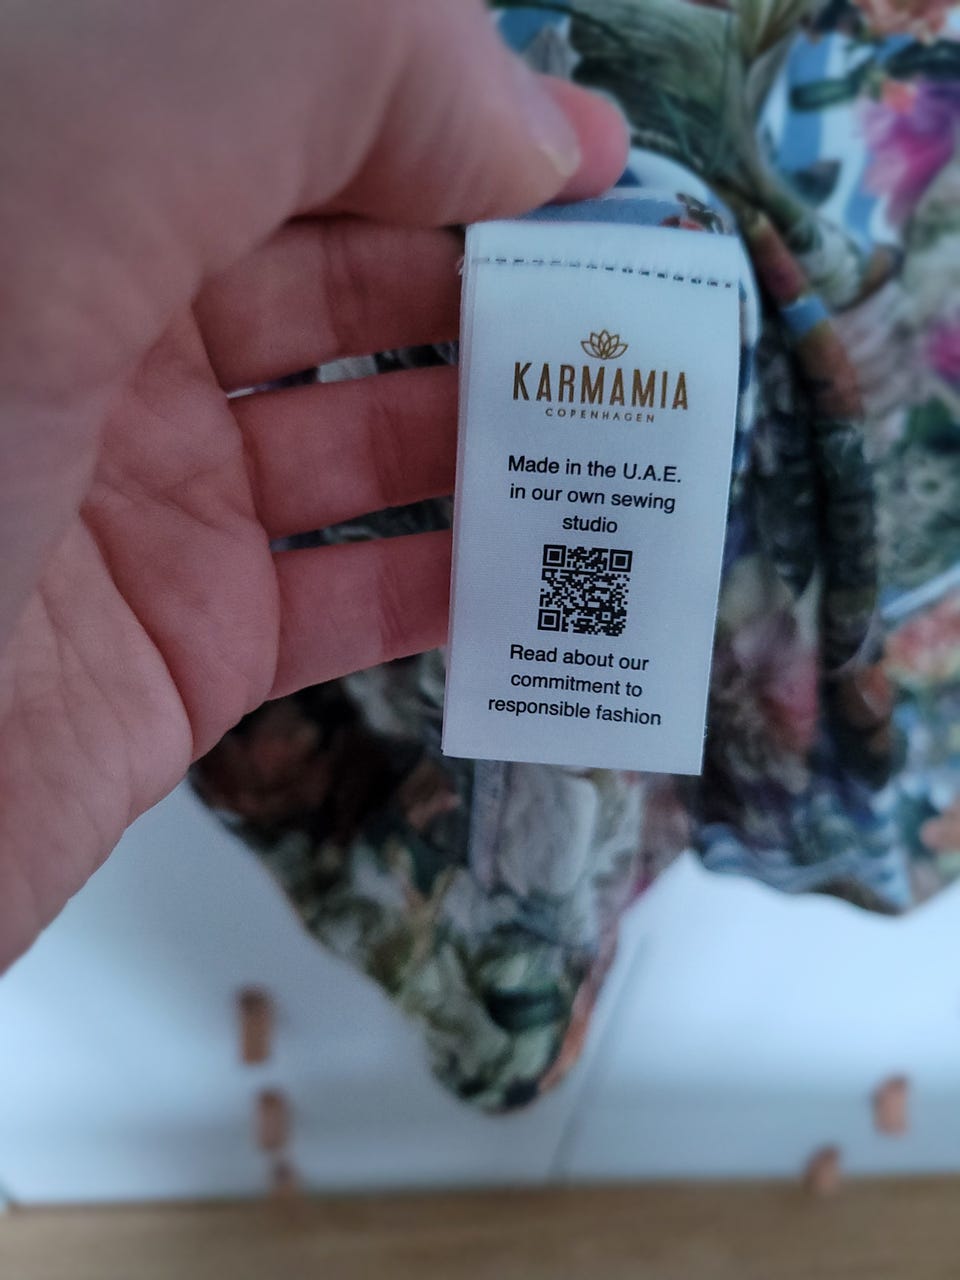 KARMAMIA
COPENHAGEN
Made in the U.A.E.
in our own sewing
studio
Read about our
commitment to
responsible fashion